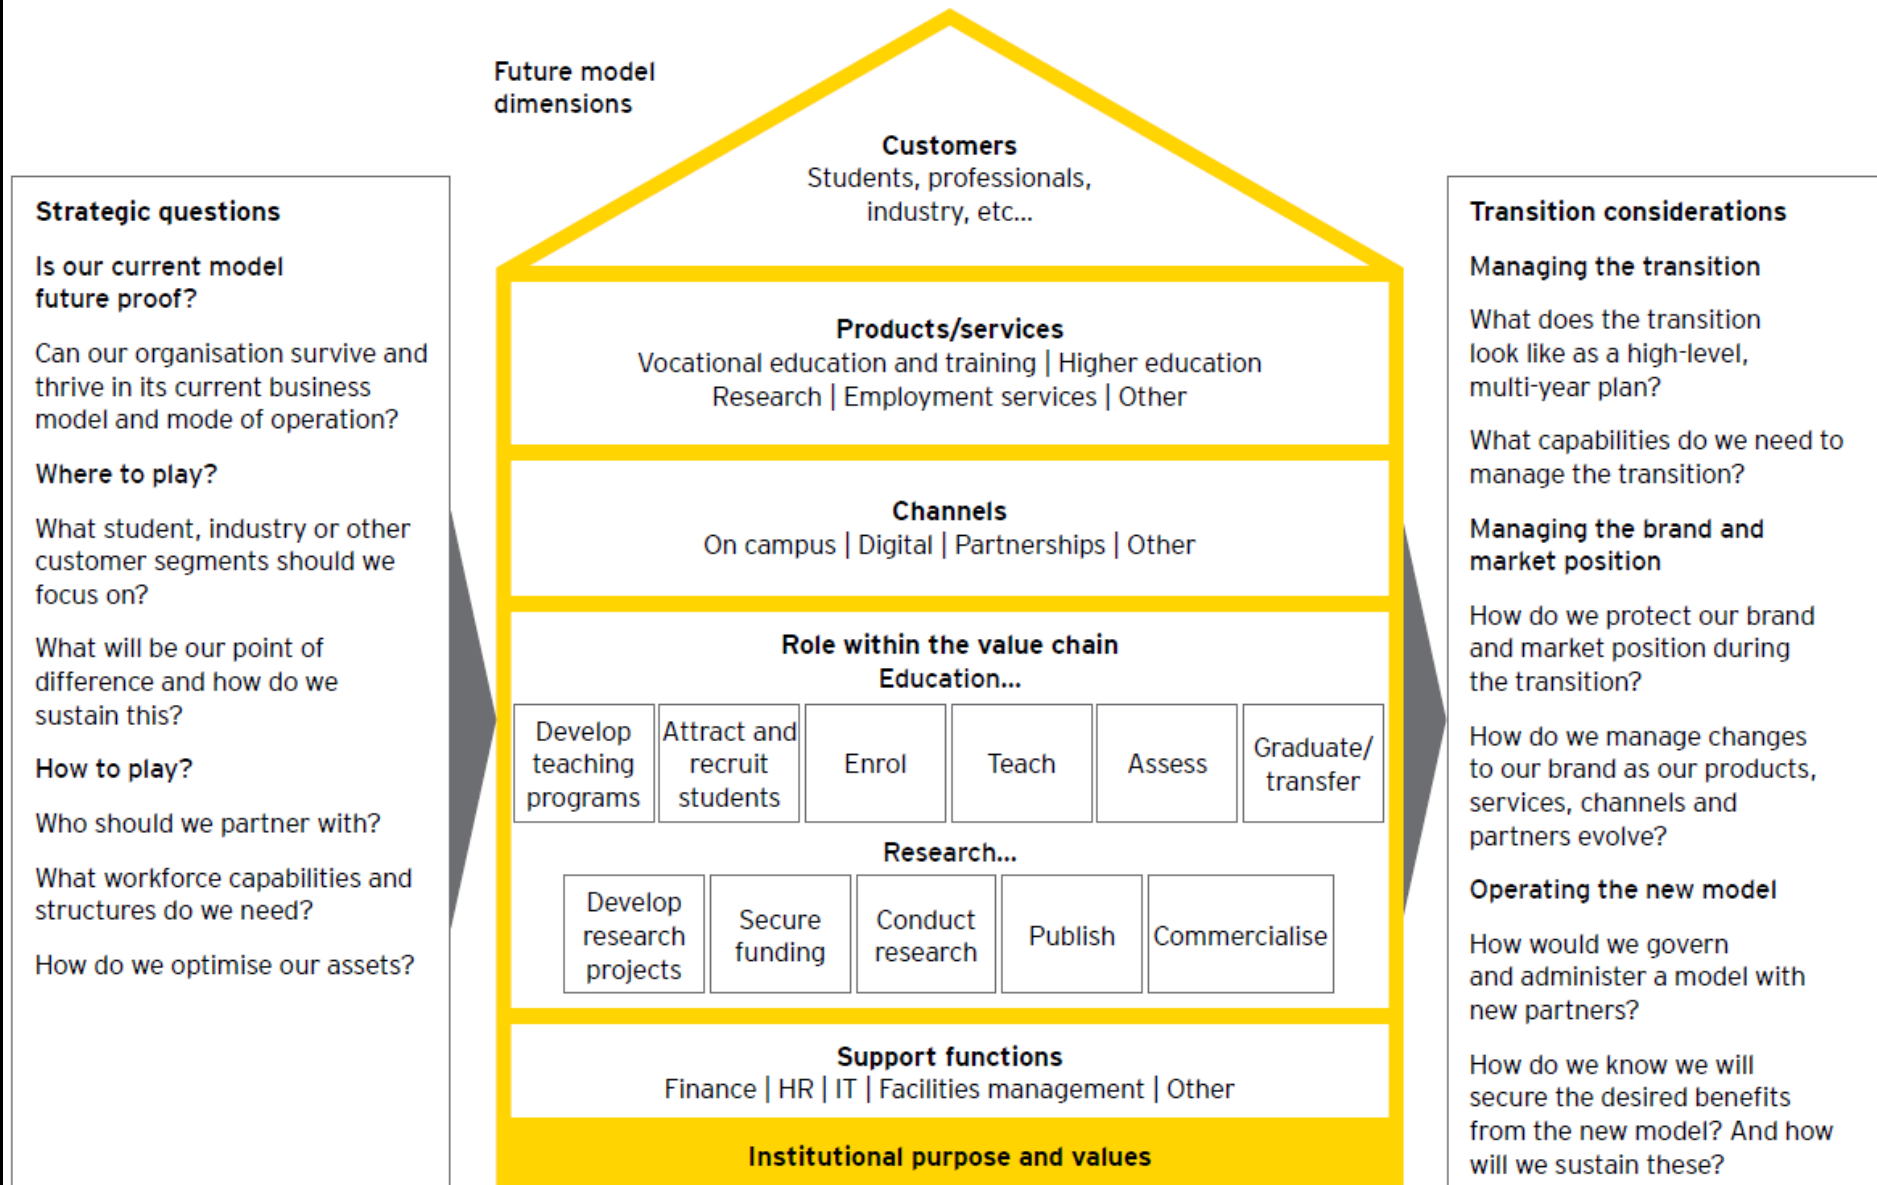 Future model
dimensions
Strategic questions
Is our current model
future proof?
Can our organisation survive and
thrive in its current business
model and mode of operation?
Where to play?
What student, industry or other
customer segments should we
focus on?
What will be our point of
difference and how do we
sustain this?
How to play?
Who should we partner with?
What workforce capabilities and
structures do we need?
How do we optimise our assets?
Customers
Students, professionals,
industry, etc...
Products/services
Vocational education and training | Higher education
Research | Employment services | Other
Channels
On campus | Digital | Partnerships | Other
Role within the value chain
Education...
Develop
teaching
programs
Attract and
recruit
students
Enrol
Teach
Assess
Graduate/
transfer
Research...
Develop
research
projects
Secure
funding
Conduct
research
Publish
Commercialise
Support functions
Finance | HR | IT | Facilities management | Other
Institutional purpose and values
Transition considerations
Managing the transition
What does the transition
look like as a high-level,
multi-year plan?
What capabilities do we need to
manage the transition?
Managing the brand and
market position
How do we protect our brand
and market position during
the transition?
How do we manage changes
to our brand as our products,
services, channels and
partners evolve?
Operating the new model
How would we govern
and administer a model with
new partners?
How do we know we will
secure the desired benefits
from the new model? And how
will we sustain these?